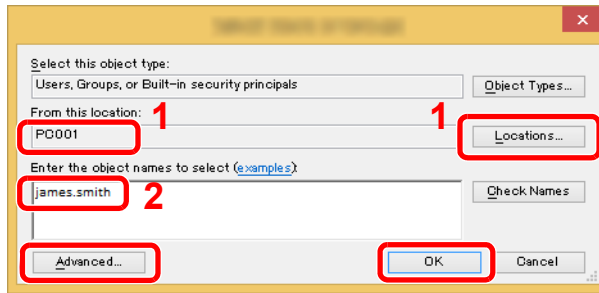 Select this object type:
Users, Groups, or Built-in security principals
Object Types...
From this location:
1
1
PC001
Locations...
Enter the object names to select (examples):
james.smith
2
Check Names
Advanced...
OK
Cancel